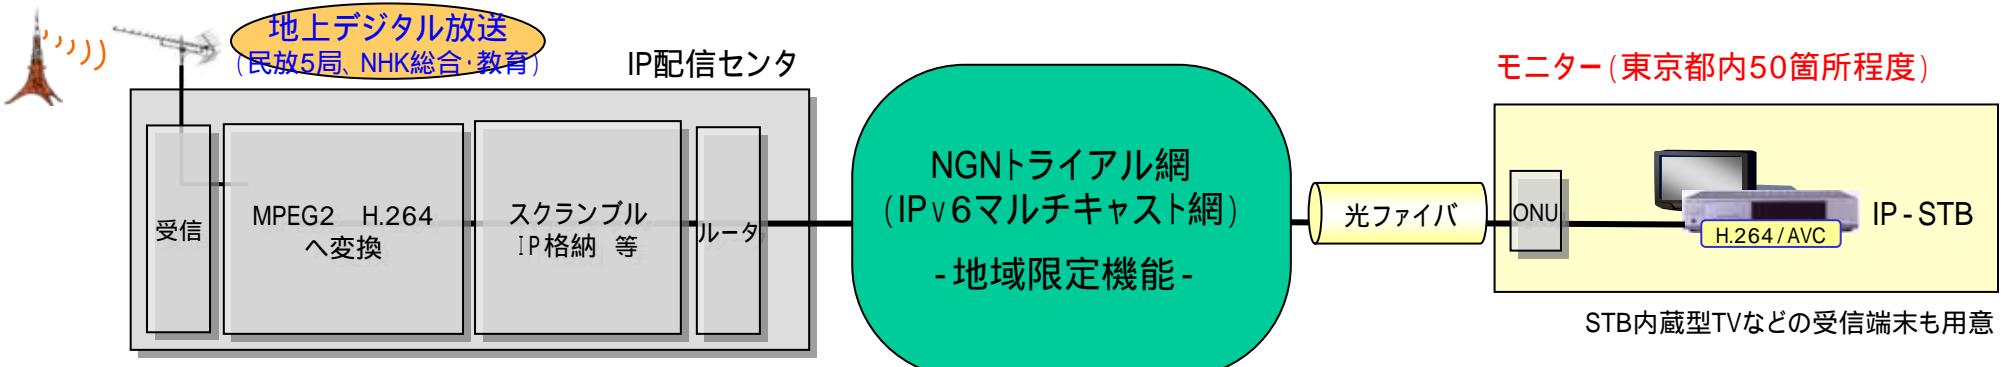 地上デジタル放送
(民放5局、NHK総合・教育)
IP配信センタ
受信
MPEG2 H.264
へ変換
スクランブル
IP格納 等
ルータ
NGNトライアル網
(IPv6マルチキャスト網)
-地域限定機能-
光ファイバ
モニター(東京都内50箇所程度)
ONU
H.264/AVC
IP-STB
STB内蔵型TVなどの受信端末も用意